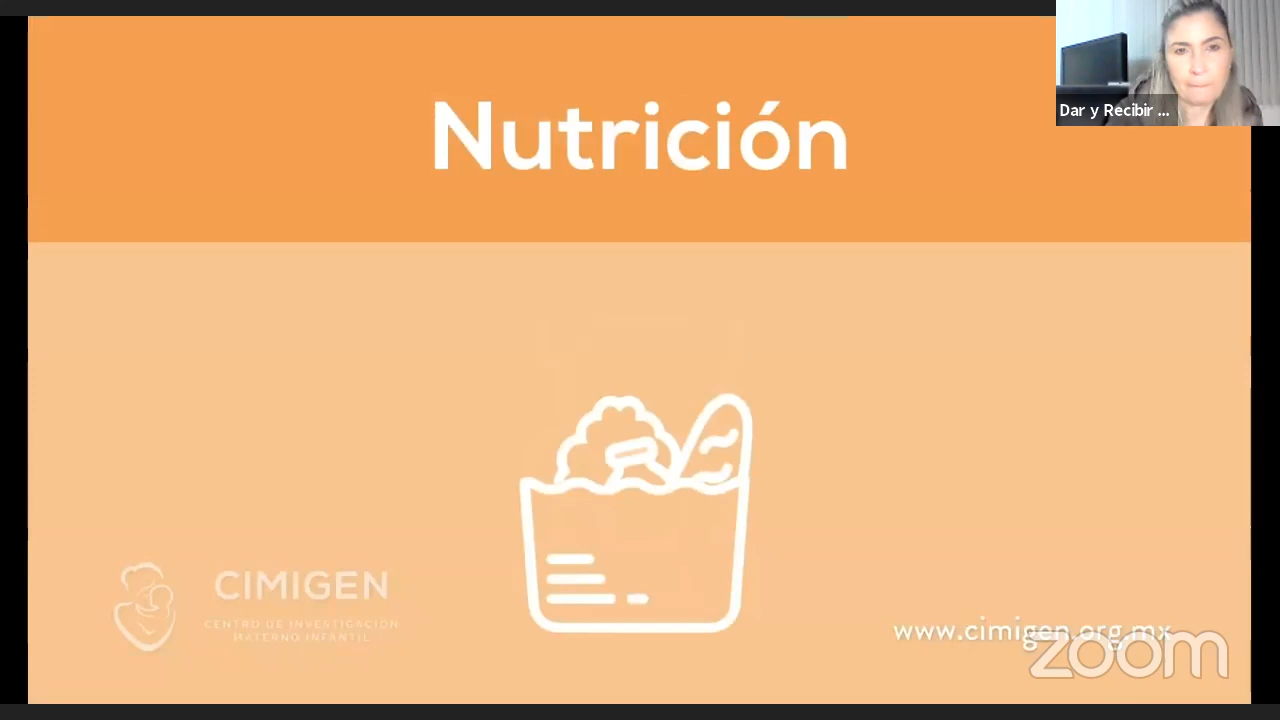 Nutrición
Dar y Recibir ...
CIMIGEN
CENTRO DE INVESTIGACIÓN
MATERNO INFANTIL
www.cimigen.org.mx
zoom